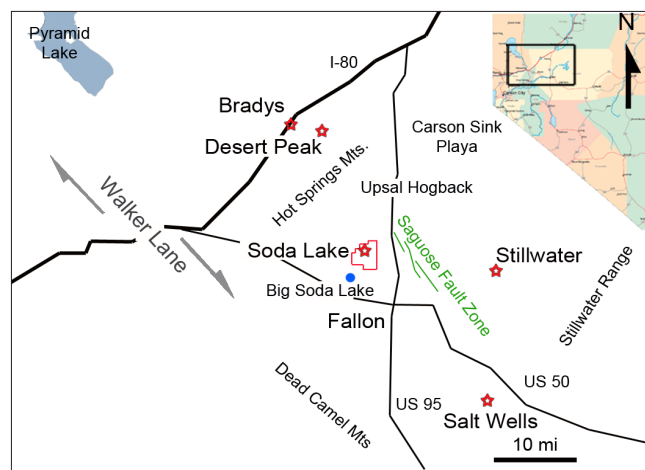 Pyramid
Lake
I-80
N
Bradys
Desert Peak
Carson Sink
Playa
Hot Springs Mts.
Upsal Hogback
Walker Lane
Soda Lake
Saguose Fault Zone
Stillwater
Stillwater Range
Big Soda Lake
Fallon
Dead Camel Mts
US 95
US 50
Salt Wells
10 mi